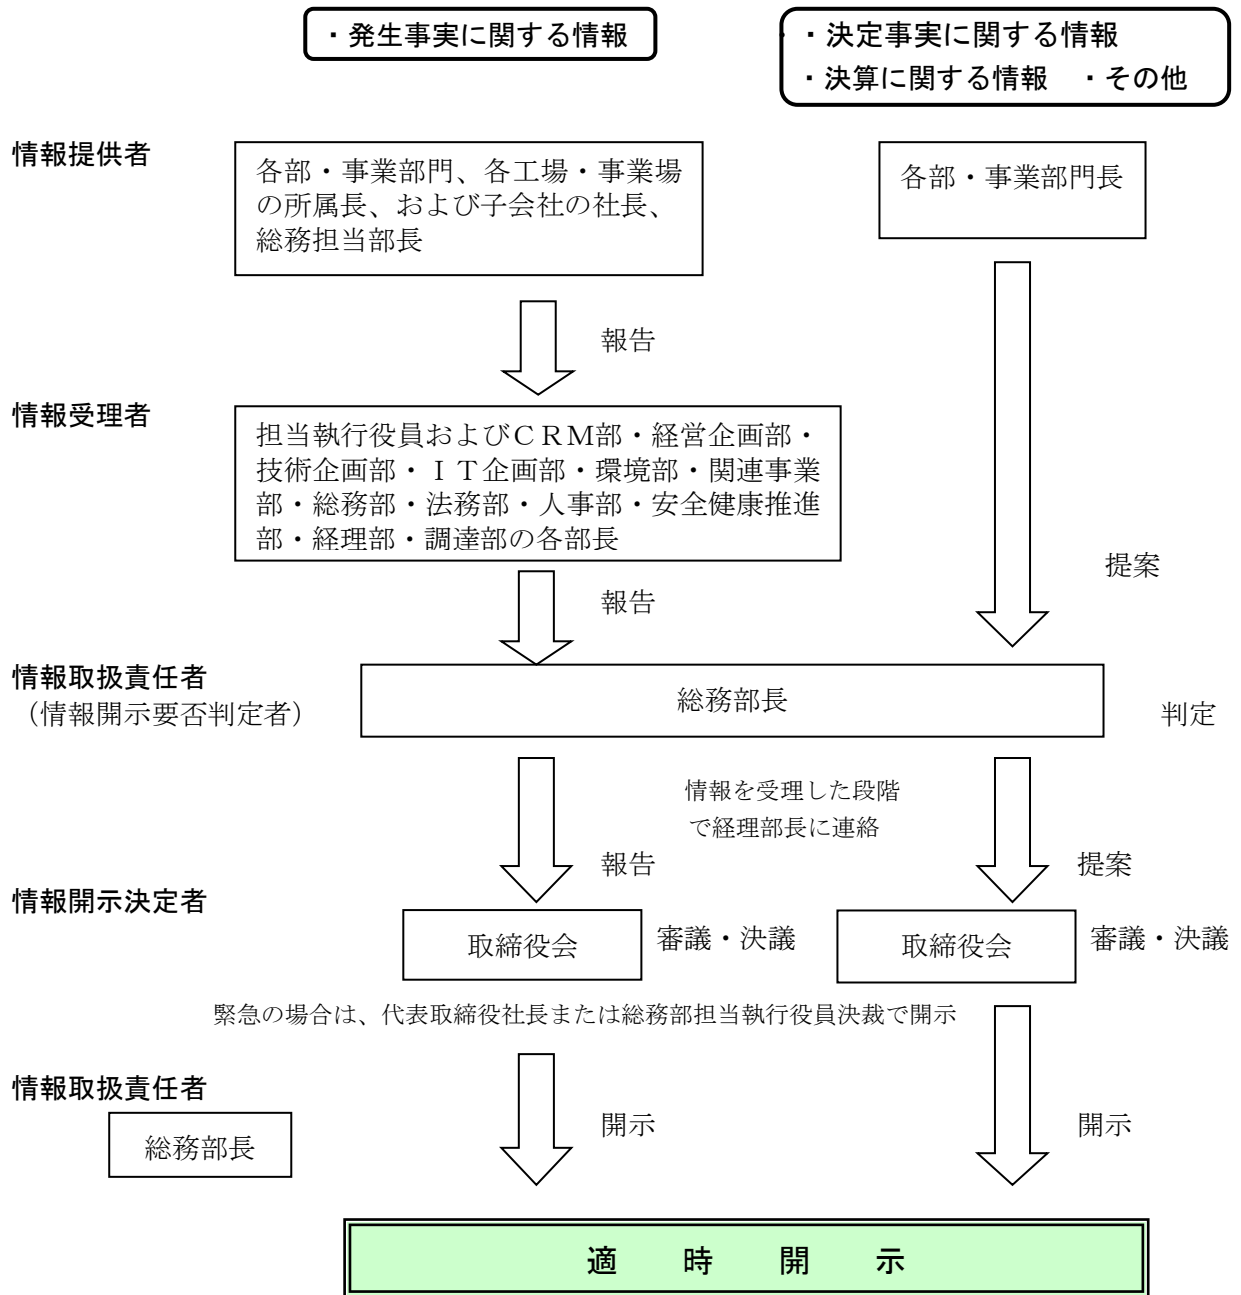 ・発生事実に関する情報
・決定事実に関する情報
・決算に関する情報　・その他
情報提供者
各部・事業部門、各工場・事業場
の所属長、および子会社の社長、
総務担当部長
各部・事業部門長
報告
情報受理者
担当執行役員およびＣＲＭ部・経営企画部・
技術企画部・ＩＴ企画部・環境部・関連事業
部・総務部・法務部・人事部・安全健康推進
部・経理部・調達部の各部長
提案
報告
情報取扱責任者
（情報開示要否判定者）
総務部長
判定
情報を受理した段階
で経理部長に連絡
報告
提案
情報開示決定者
取締役会
審議・決議
取締役会
審議・決議
緊急の場合は、代表取締役社長または総務部担当執行役員決裁で開示
情報取扱責任者
総務部長
開示
開示
適　時　開　示